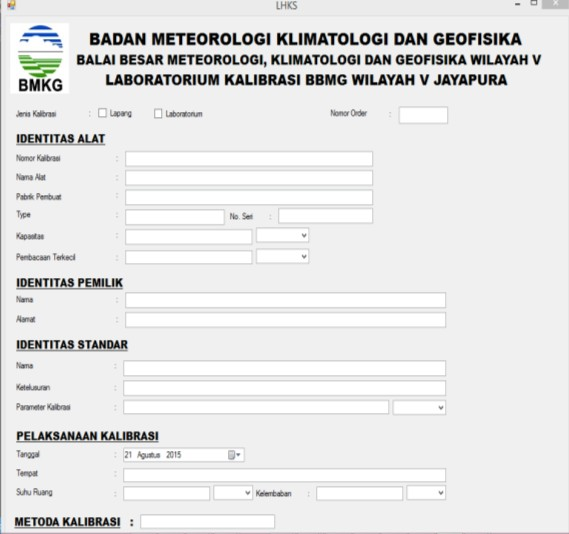 LHKS
BADAN METEOROLOGI KLIMATOLOGI DAN GEOFISIKA
BALAI BESAR METEOROLOGI, KLIMATOLOGI DAN GEOFISIKA WILAYAH V
LABORATORIUM KALIBRASI BBMG WILAYAH V JAYAPURA
BMKG
Jenis Kalibrasi : Lapang Laboratorium Nomor Order :
IDENTITAS ALAT
Nomor Kalibrasi :
Nama Alat :
Pabrik Pembuat :
Type : No. Seri :
Kapasitas :
Pembacaan Terkecil :
IDENTITAS PEMILIK
Nama :
Alamat :
IDENTITAS STANDAR
Nama :
Ketelusuran :
Parameter Kalibrasi :
PELAKSANAAN KALIBRASI
Tanggal : 21 Agustus 2015
Tempat :
Suhu Ruang : Kelembaban :
METODA KALIBRASI :